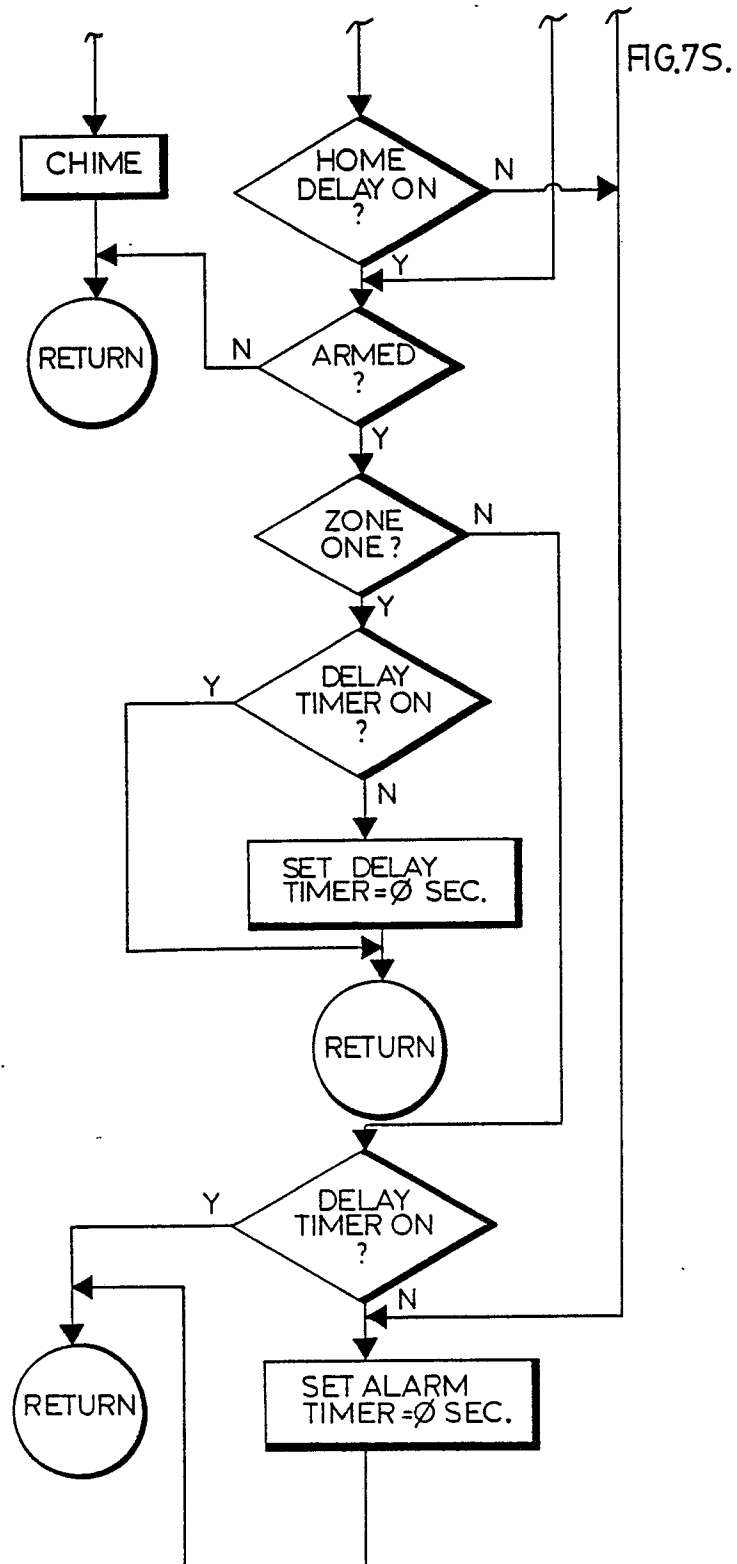 FIG.7S.
CHIME
HOME
DELAY ON
?
N
Y
RETURN
N
ARMED
?
Y
ZONE
ONE?
N
Y
DELAY
TIMER ON
?
Y
N
SET DELAY
TIMER=Ø SEC.
RETURN
DELAY
TIMER ON
?
Y
N
RETURN
SET ALARM
TIMER=Ø SEC.